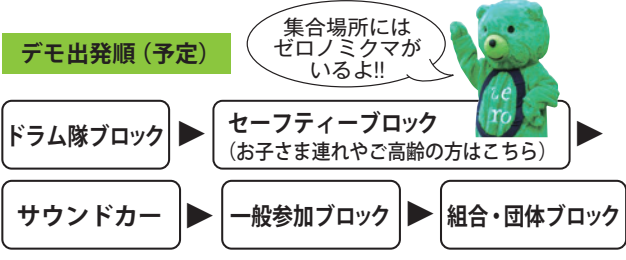 デモ出発順（予定）
集合場所には
ゼロノミクマが
いるよ!!
ze
ro
ドラム隊ブロック
セーフティーブロック
（お子さま連れやご高齢の方はこちら）
サウンドカー
一般参加ブロック
組合・団体ブロック